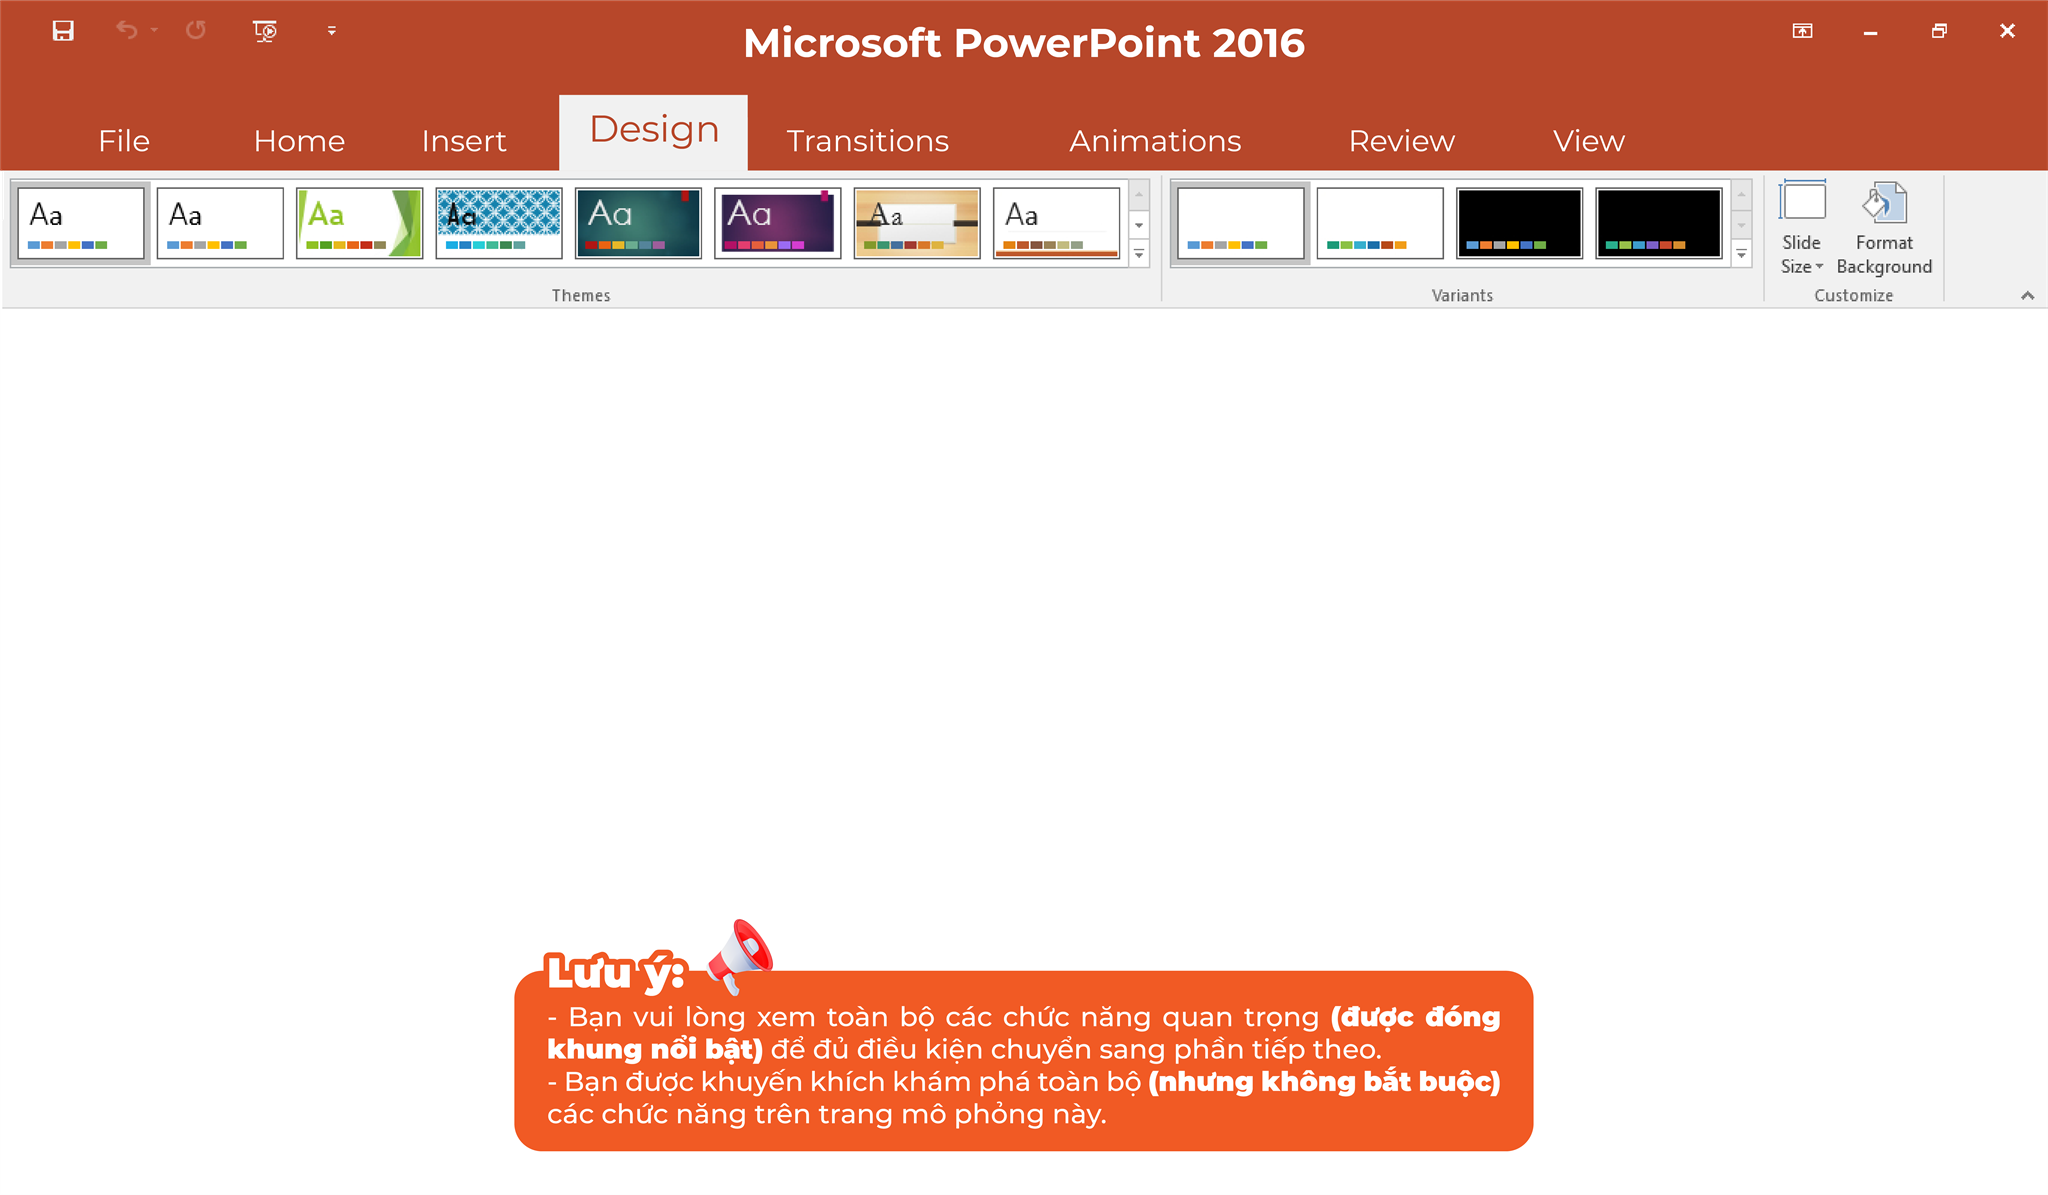 Microsoft PowerPoint 2016
File Home Insert Design Transitions Animations Review View
Aa Aa Aa Aa Aa Aa Aa Aa
Slide Format
Size Background
Themes Variants Customize
Lưu ý:
- Bạn vui lòng xem toàn bộ các chức năng quan trọng (được đóng
khung nổi bật) để đủ điều kiện chuyển sang phần tiếp theo.
- Bạn được khuyến khích khám phá toàn bộ (nhưng không bắt buộc)
các chức năng trên trang mô phỏng này.